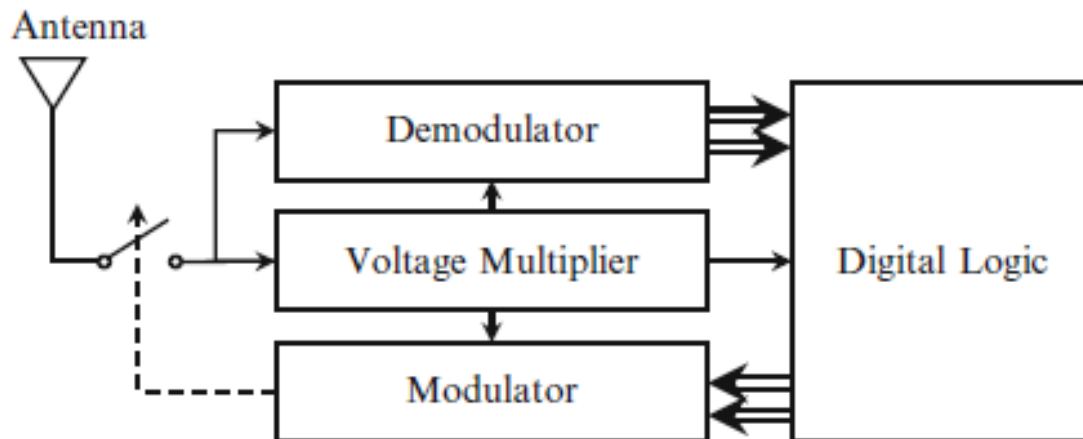 Antenna
Demodulator
Voltage Multiplier
Digital Logic
Modulator